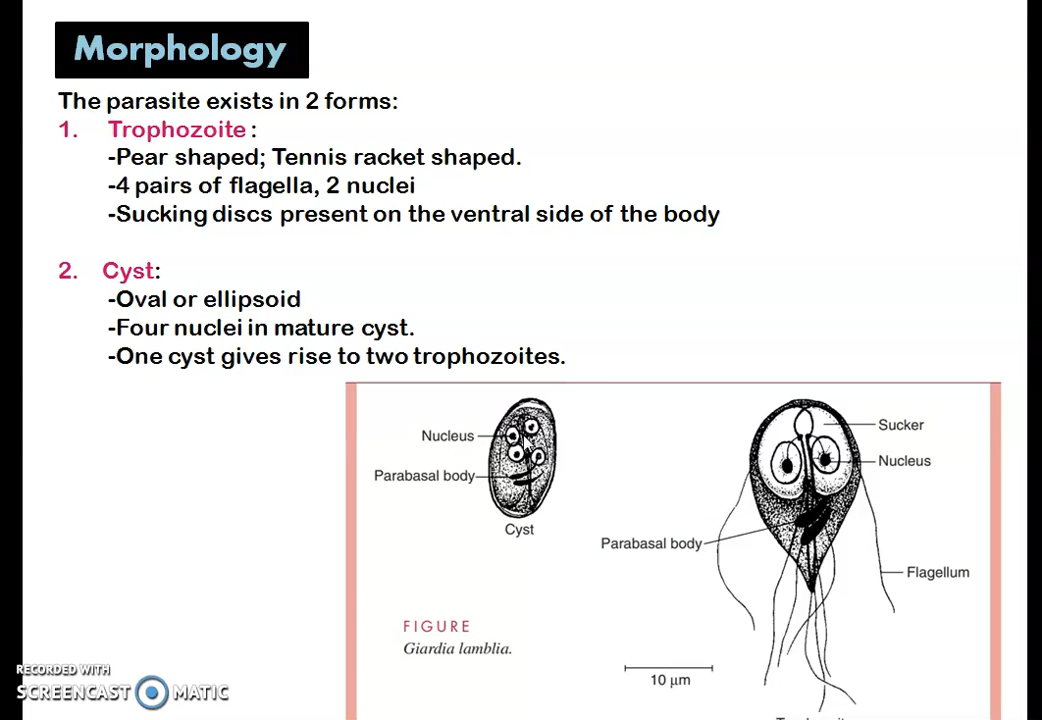 Morphology
The parasite exists in 2 forms:
1. Trophozoite :
-Pear shaped; Tennis racket shaped.
-4 pairs of flagella, 2 nuclei
-Sucking discs present on the ventral side of the body
2. Cyst:
-Oval or ellipsoid
-Four nuclei in mature cyst.
-One cyst gives rise to two trophozoites.
Nucleus
Parabasal body
Cyst
Sucker
Nucleus
Parabasal body
Flagellum
FIGURE
Giardia lamblia.
10 µm
RECORDED WITH
SCREENCAST MATIC